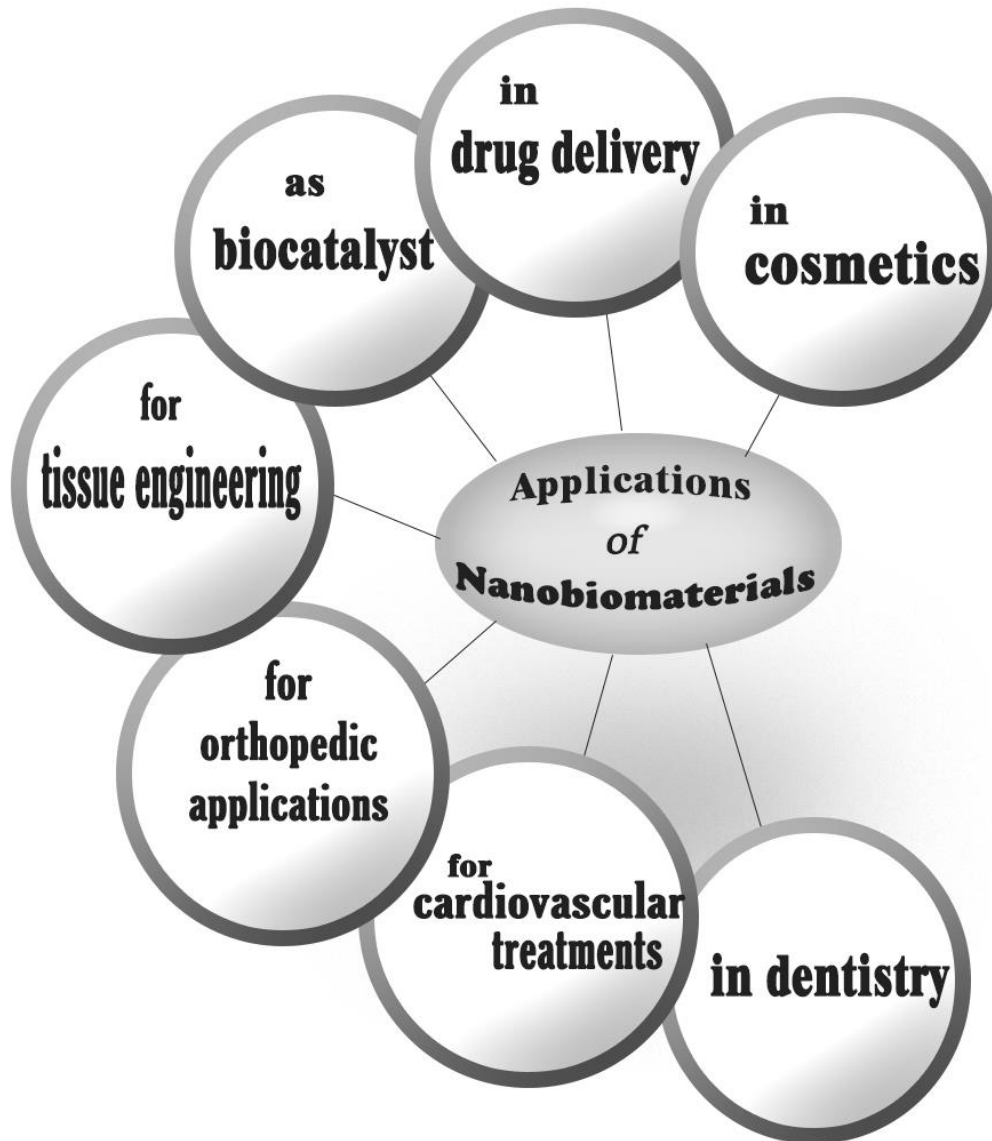 in
drug delivery
in
cosmetics
as
biocatalyst
for
tissue engineering
Applications
of
Nanobiomaterials
for
orthopedic
applications
for
cardiovascular
treatments
in dentistry